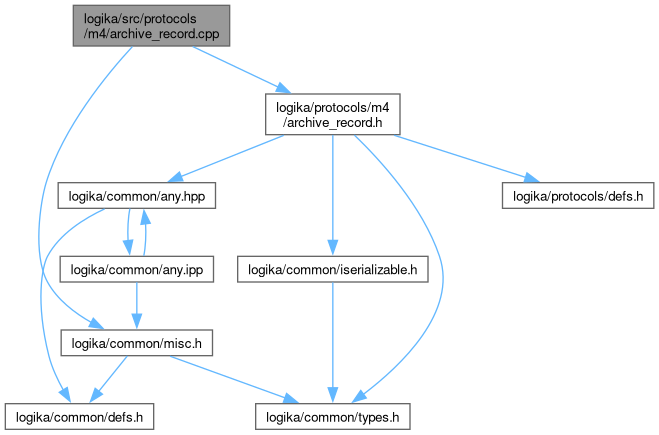 logika/src/protocols
/m4/archive_record.cpp
logika/protocols/m4
/archive_record.h
logika/common/any.hpp
logika/protocols/defs.h
logika/common/any.ipp
logika/common/iserializable.h
logika/common/misc.h
logika/common/defs.h
logika/common/types.h